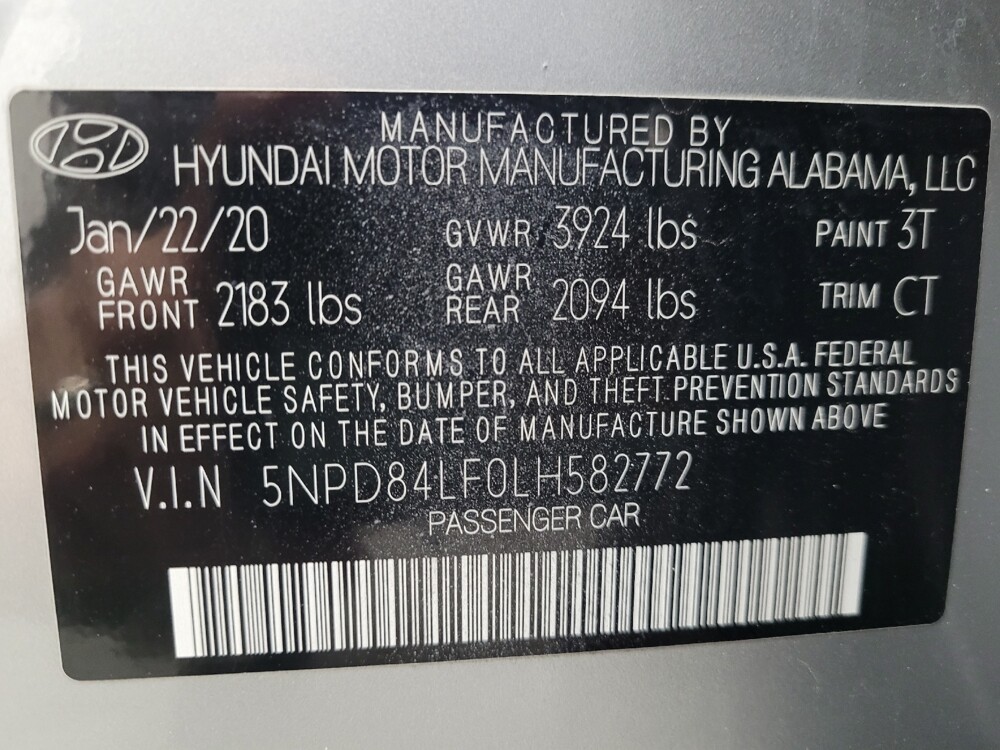 MANUFACTURED BY
HYUNDAI MOTOR MANUFACTURING ALABAMA, LLC
Jan/22/20 GVWR 3924 lbs PAINT 3T
GAWR FRONT 2183 lbs GAWR REAR 2094 lbs TRIM CT
THIS VEHICLE CONFORMS TO ALL APPLICABLE U.S.A. FEDERAL
MOTOR VEHICLE SAFETY, BUMPER, AND THEFT PREVENTION STANDARDS
IN EFFECT ON THE DATE OF MANUFACTURE SHOWN ABOVE
V.I.N 5NPD84LF0LH582772
PASSENGER CAR